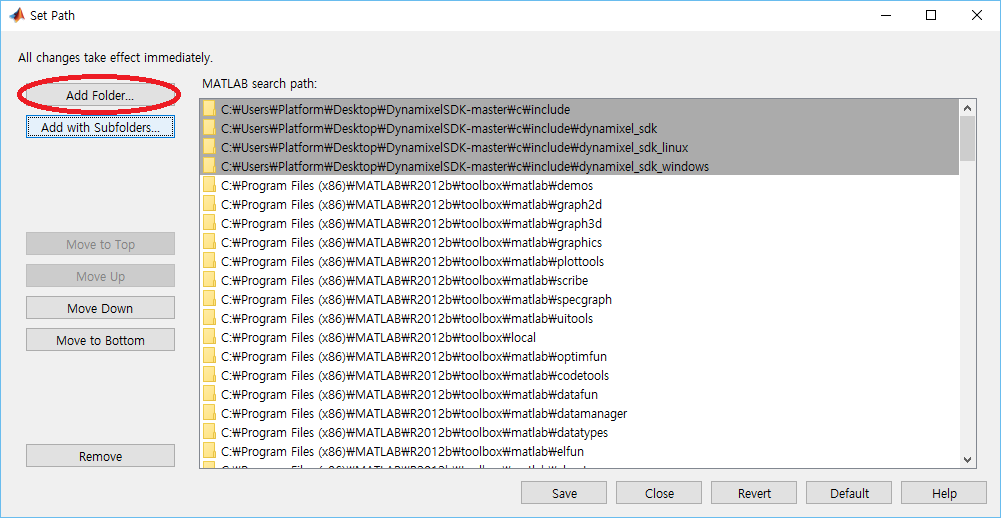 Set Path
All changes take effect immediately.
Add Folder...
Add with Subfolders...
Move to Top
Move Up
Move Down
Move to Bottom
Remove
MATLAB search path:
C:₩Users₩Platform₩Desktop₩DynamixelSDK-master₩c₩include
C:₩Users₩Platform₩Desktop₩DynamixelSDK-master₩c₩include₩dynamixel_sdk
C:₩Users₩Platform₩Desktop₩DynamixelSDK-master₩c₩include₩dynamixel_sdk_linux
C:₩Users₩Platform₩Desktop₩DynamixelSDK-master₩c₩include₩dynamixel_sdk_windows
C:₩Program Files (x86)₩MATLAB₩R2012b₩toolbox₩matlab₩demos
C:₩Program Files (x86)₩MATLAB₩R2012b₩toolbox₩matlab₩graph2d
C:₩Program Files (x86)₩MATLAB₩R2012b₩toolbox₩matlab₩graph3d
C:₩Program Files (x86)₩MATLAB₩R2012b₩toolbox₩matlab₩graphics
C:₩Program Files (x86)₩MATLAB₩R2012b₩toolbox₩matlab₩plottools
C:₩Program Files (x86)₩MATLAB₩R2012b₩toolbox₩matlab₩scribe
C:₩Program Files (x86)₩MATLAB₩R2012b₩toolbox₩matlab₩specgraph
C:₩Program Files (x86)₩MATLAB₩R2012b₩toolbox₩matlab₩uitools
C:₩Program Files (x86)₩MATLAB₩R2012b₩toolbox₩local
C:₩Program Files (x86)₩MATLAB₩R2012b₩toolbox₩matlab₩optimfun
C:₩Program Files (x86)₩MATLAB₩R2012b₩toolbox₩matlab₩codetools
C:₩Program Files (x86)₩MATLAB₩R2012b₩toolbox₩matlab₩datafun
C:₩Program Files (x86)₩MATLAB₩R2012b₩toolbox₩matlab₩datamanager
C:₩Program Files (x86)₩MATLAB₩R2012b₩toolbox₩matlab₩datatypes
C:₩Program Files (x86)₩MATLAB₩R2012b₩toolbox₩matlab₩elfun
Save
Close
Revert
Default
Help